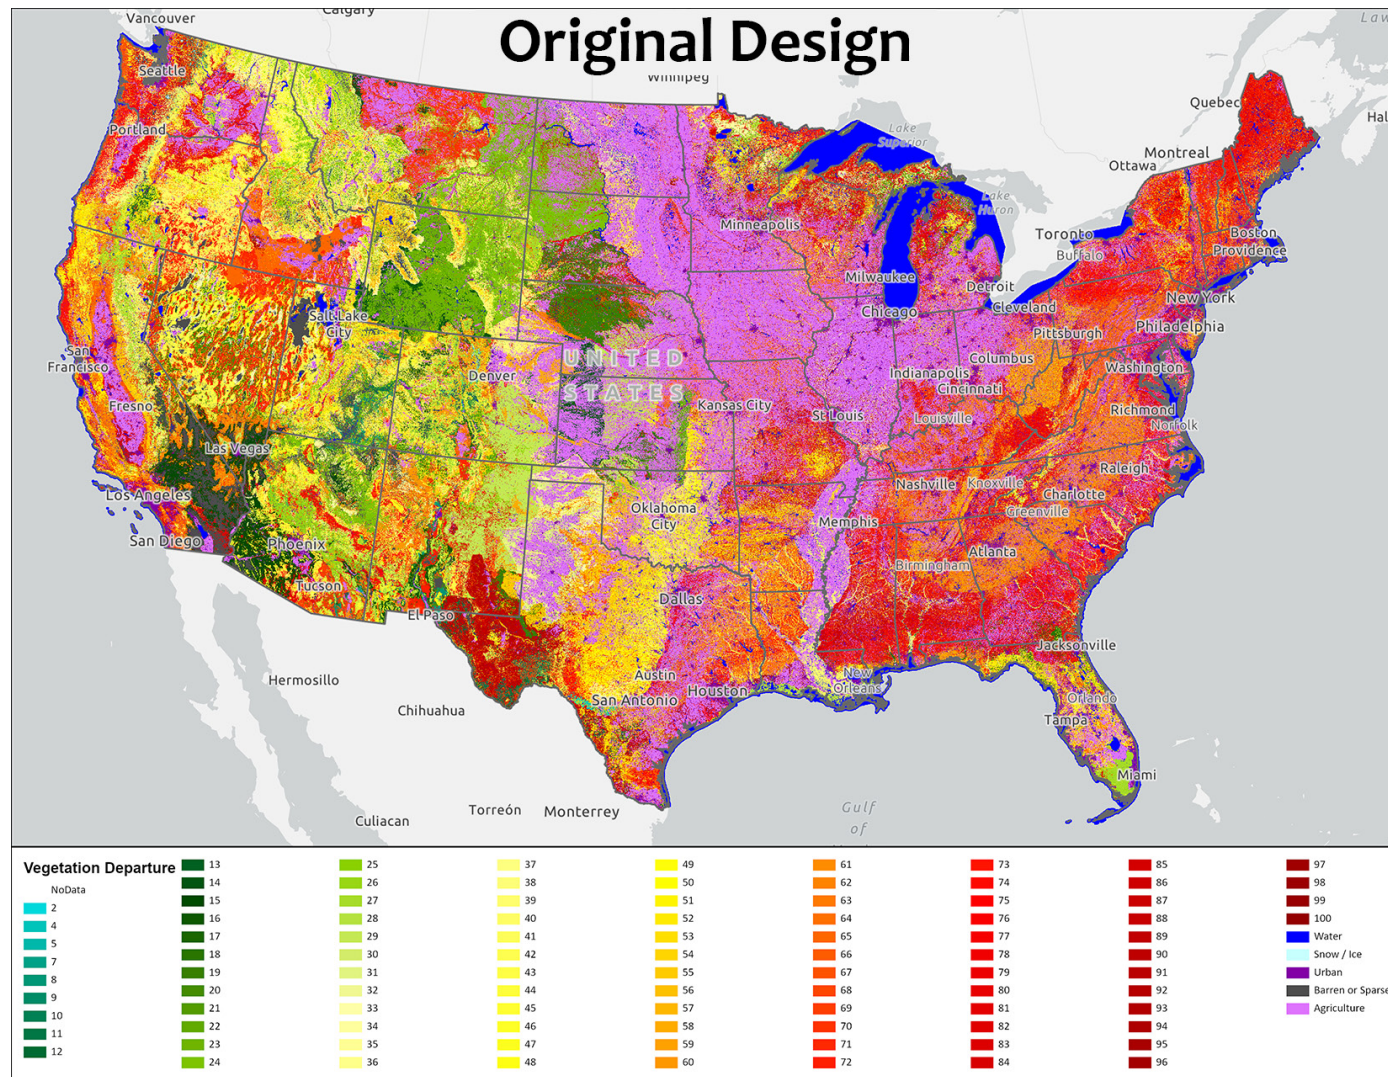 Original Design
Vancouver
Calgary
Law
Winnipeg
Seattle
Quebec
Hal
Portland
Lake
Superior
Montreal
Ottawa
Lake
Huron
Minneapolis
Toronto
Boston
Buffalo
Providence
Milwaukee
Detroit
New York
Salt Lake
City
Chicago
Cleveland
Philadelphia
Pittsburgh
San
Francisco
UNITED
STATES
Columbus
Denver
Indianapolis
Washington
Cincinnati
Fresno
Kansas City
St Louis
Louisville
Richmond
Norfolk
Las Vegas
Raleigh
Los Angeles
Nashville
Knoxville
Charlotte
Oklahoma
City
Greenville
Memphis
San Diego
Phoenix
Atlanta
Birmingham
Tucson
Dallas
El Paso
Jacksonville
Hermosillo
Austin
New
Orleans
San Antonio
Houston
Orlando
Chihuahua
Tampa
Miami
Torreón
Monterrey
Gulf
of
Culiacan
Vegetation Departure
NoData
2
4
5
7
8
9
10
11
12
13
14
15
16
17
18
19
20
21
22
23
24
25
26
27
28
29
30
31
32
33
34
35
36
37
38
39
40
41
42
43
44
45
46
47
48
49
50
51
52
53
54
55
56
57
58
59
60
61
62
63
64
65
66
67
68
69
70
71
72
73
74
75
76
77
78
79
80
81
82
83
84
85
86
87
88
89
90
91
92
93
94
95
96
97
98
99
100
Water
Snow / Ice
Urban
Barren or Sparse
Agriculture